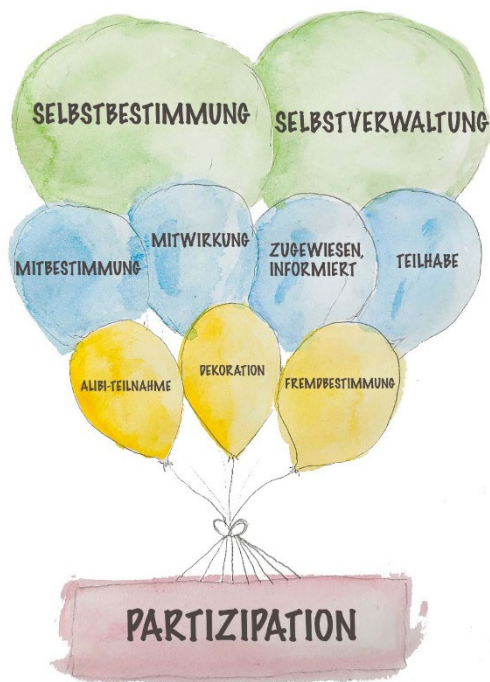 SELBSTBESTIMMUNG
SELBSTVERWALTUNG
MITBESTIMMUNG
MITWIRKUNG
ZUGEWIESEN,
INFORMIERT
TEILHABE
ALIBI-TEILNAHME
DEKORATION
FREMDBESTIMMUNG
PARTIZIPATION